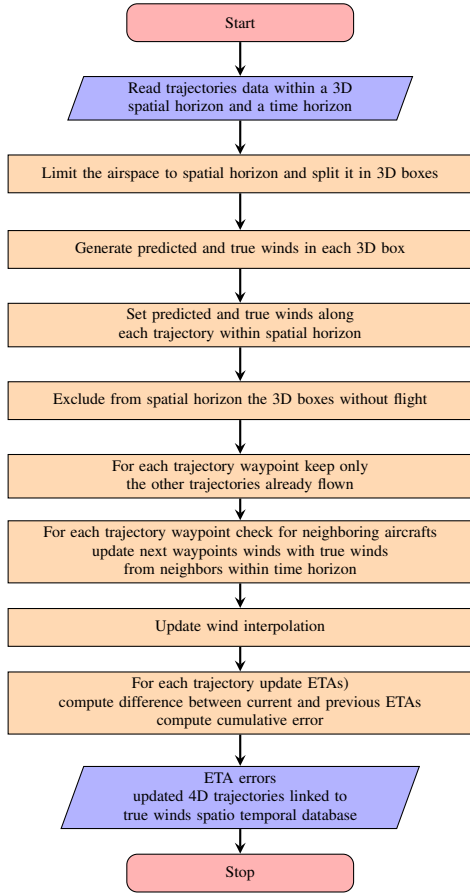 Start
Read trajectories data within a 3D
spatial horizon and a time horizon
Limit the airspace to spatial horizon and split it in 3D boxes
Generate predicted and true winds in each 3D box
Set predicted and true winds along
each trajectory within spatial horizon
Exclude from spatial horizon the 3D boxes without flight
For each trajectory waypoint keep only
the other trajectories already flown
For each trajectory waypoint check for neighboring aircrafts
update next waypoints winds with true winds
from neighbors within time horizon
Update wind interpolation
For each trajectory update ETAs)
compute difference between current and previous ETAs
compute cumulative error
ETA errors
updated 4D trajectories linked to
true winds spatio temporal database
Stop